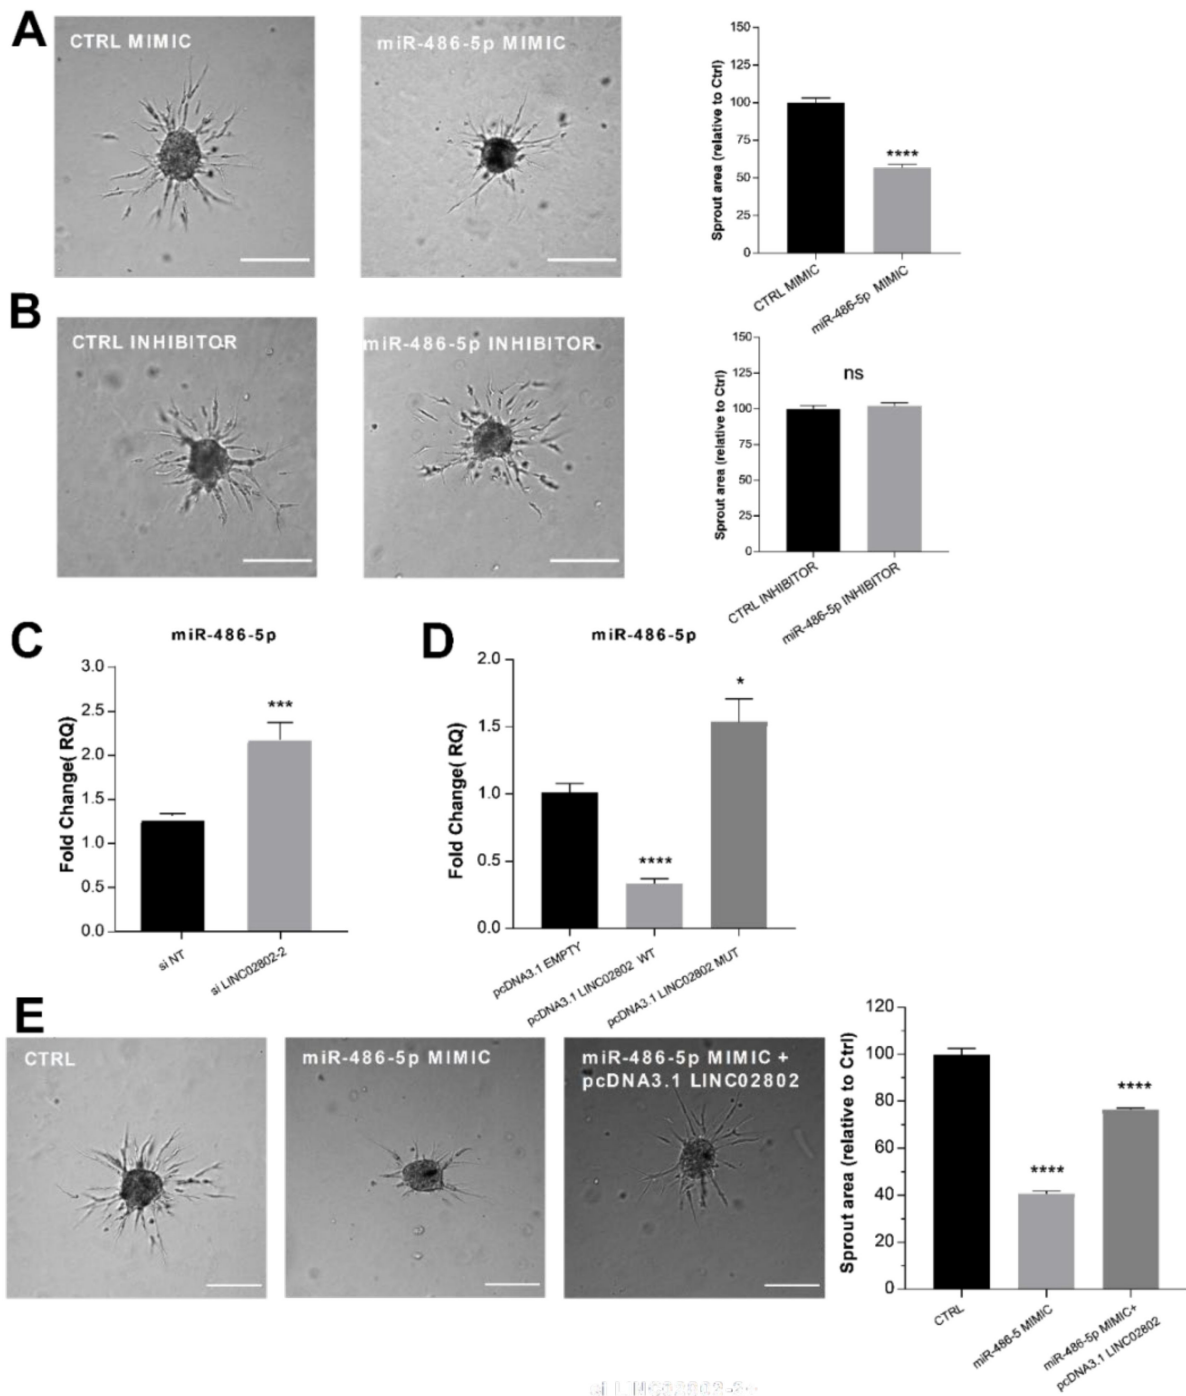 A
CTRL MIMIC
miR-486-5p MIMIC
Sprout area (relative to Ctrl)
150
125
100
75
50
25
0
****
CTRL MIMIC
miR-486-5p MIMIC
B
CTRL INHIBITOR
miR-486-5p INHIBITOR
Sprout area (relative to Ctrl)
150
125
100
75
50
25
0
ns
CTRL INHIBITOR
miR-486-5p INHIBITOR
C
miR-486-5p
Fold Change( RQ)
3.0
2.5
2.0
1.5
1.0
0.5
0.0
***
si NT
si LINC02802-2
D
miR-486-5p
Fold Change( RQ)
2.0
1.5
1.0
0.5
0.0
****
*
pcDNA3.1 EMPTY
pcDNA3.1 LINC02802 WT
pcDNA3.1 LINC02802 MUT
E
CTRL
miR-486-5p MIMIC
miR-486-5p MIMIC +
pcDNA3.1 LINC02802
Sprout area (relative to Ctrl)
120
100
80
60
40
20
0
****
****
CTRL
miR-486-5 MIMIC
miR-486-5p MIMIC+
pcDNA3.1 LINC02802